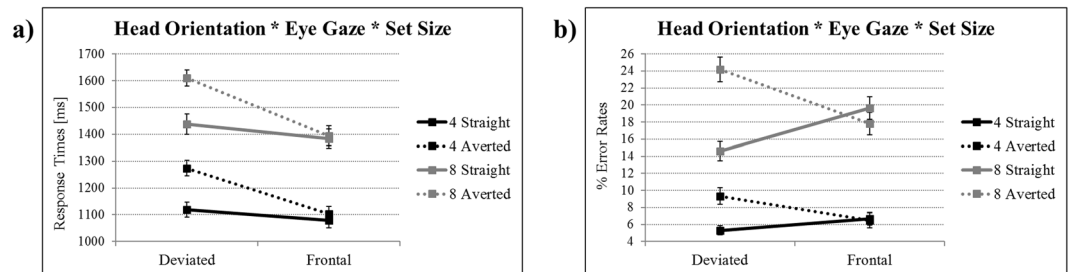 a)
Head Orientation * Eye Gaze * Set Size
Response Times [ms]
1700
1600
1500
1400
1300
1200
1100
1000
Deviated Frontal
4 Straight
4 Averted
8 Straight
8 Averted
b)
Head Orientation * Eye Gaze * Set Size
% Error Rates
26
24
22
20
18
16
14
12
10
8
6
4
Deviated Frontal
4 Straight
4 Averted
8 Straight
8 Averted